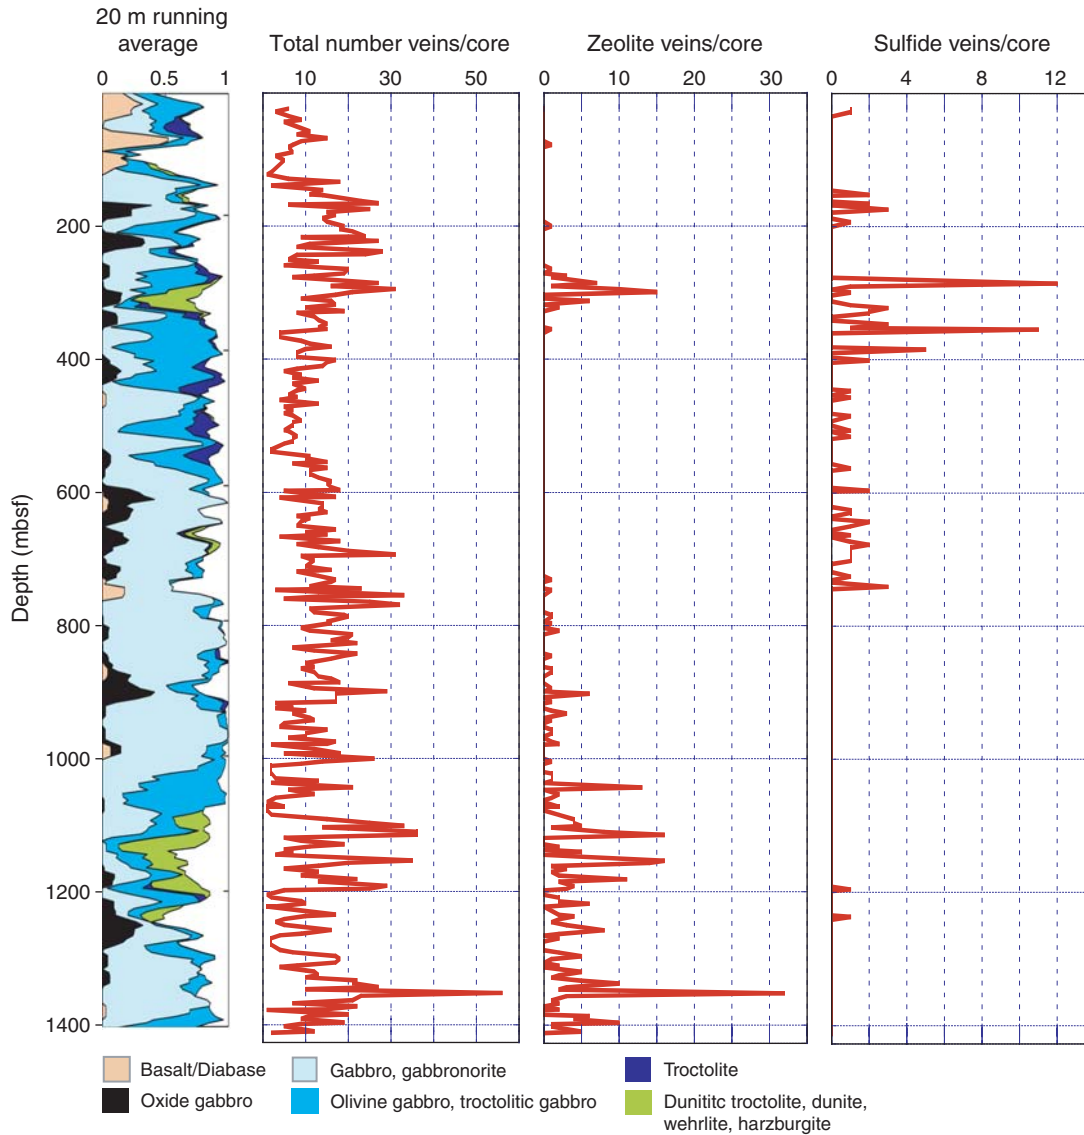 20 m running
average
Total number veins/core
Zeolite veins/core
Sulfide veins/core
0 0.5 1
10 30 50
0 10 20 30
0 4 8 12
Depth (mbsf)
200
400
600
800
1000
1200
1400
Basalt/Diabase
Gabbro, gabbronorite
Troctolite
Oxide gabbro
Olivine gabbro, troctolitic gabbro
Dunititc troctolite, dunite,
wehrlite, harzburgite